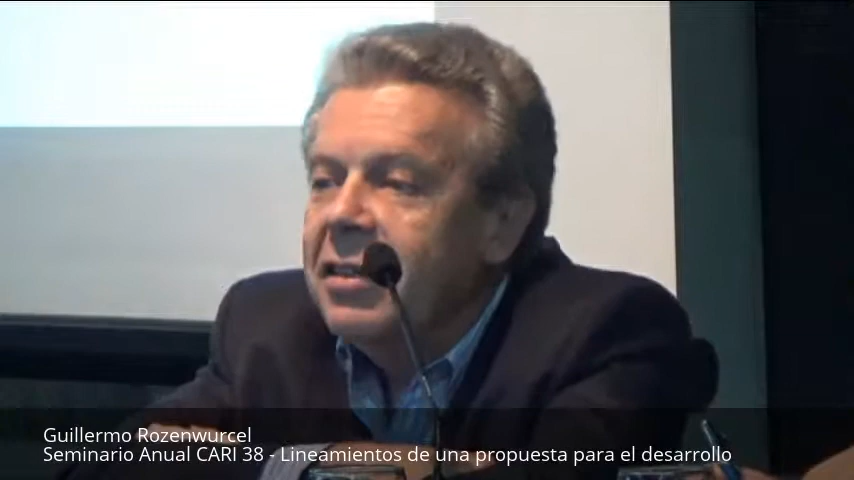 Guillermo Rozenwurcel
Seminario Anual CARI 38 - Lineamientos de una propuesta para el desarrollo